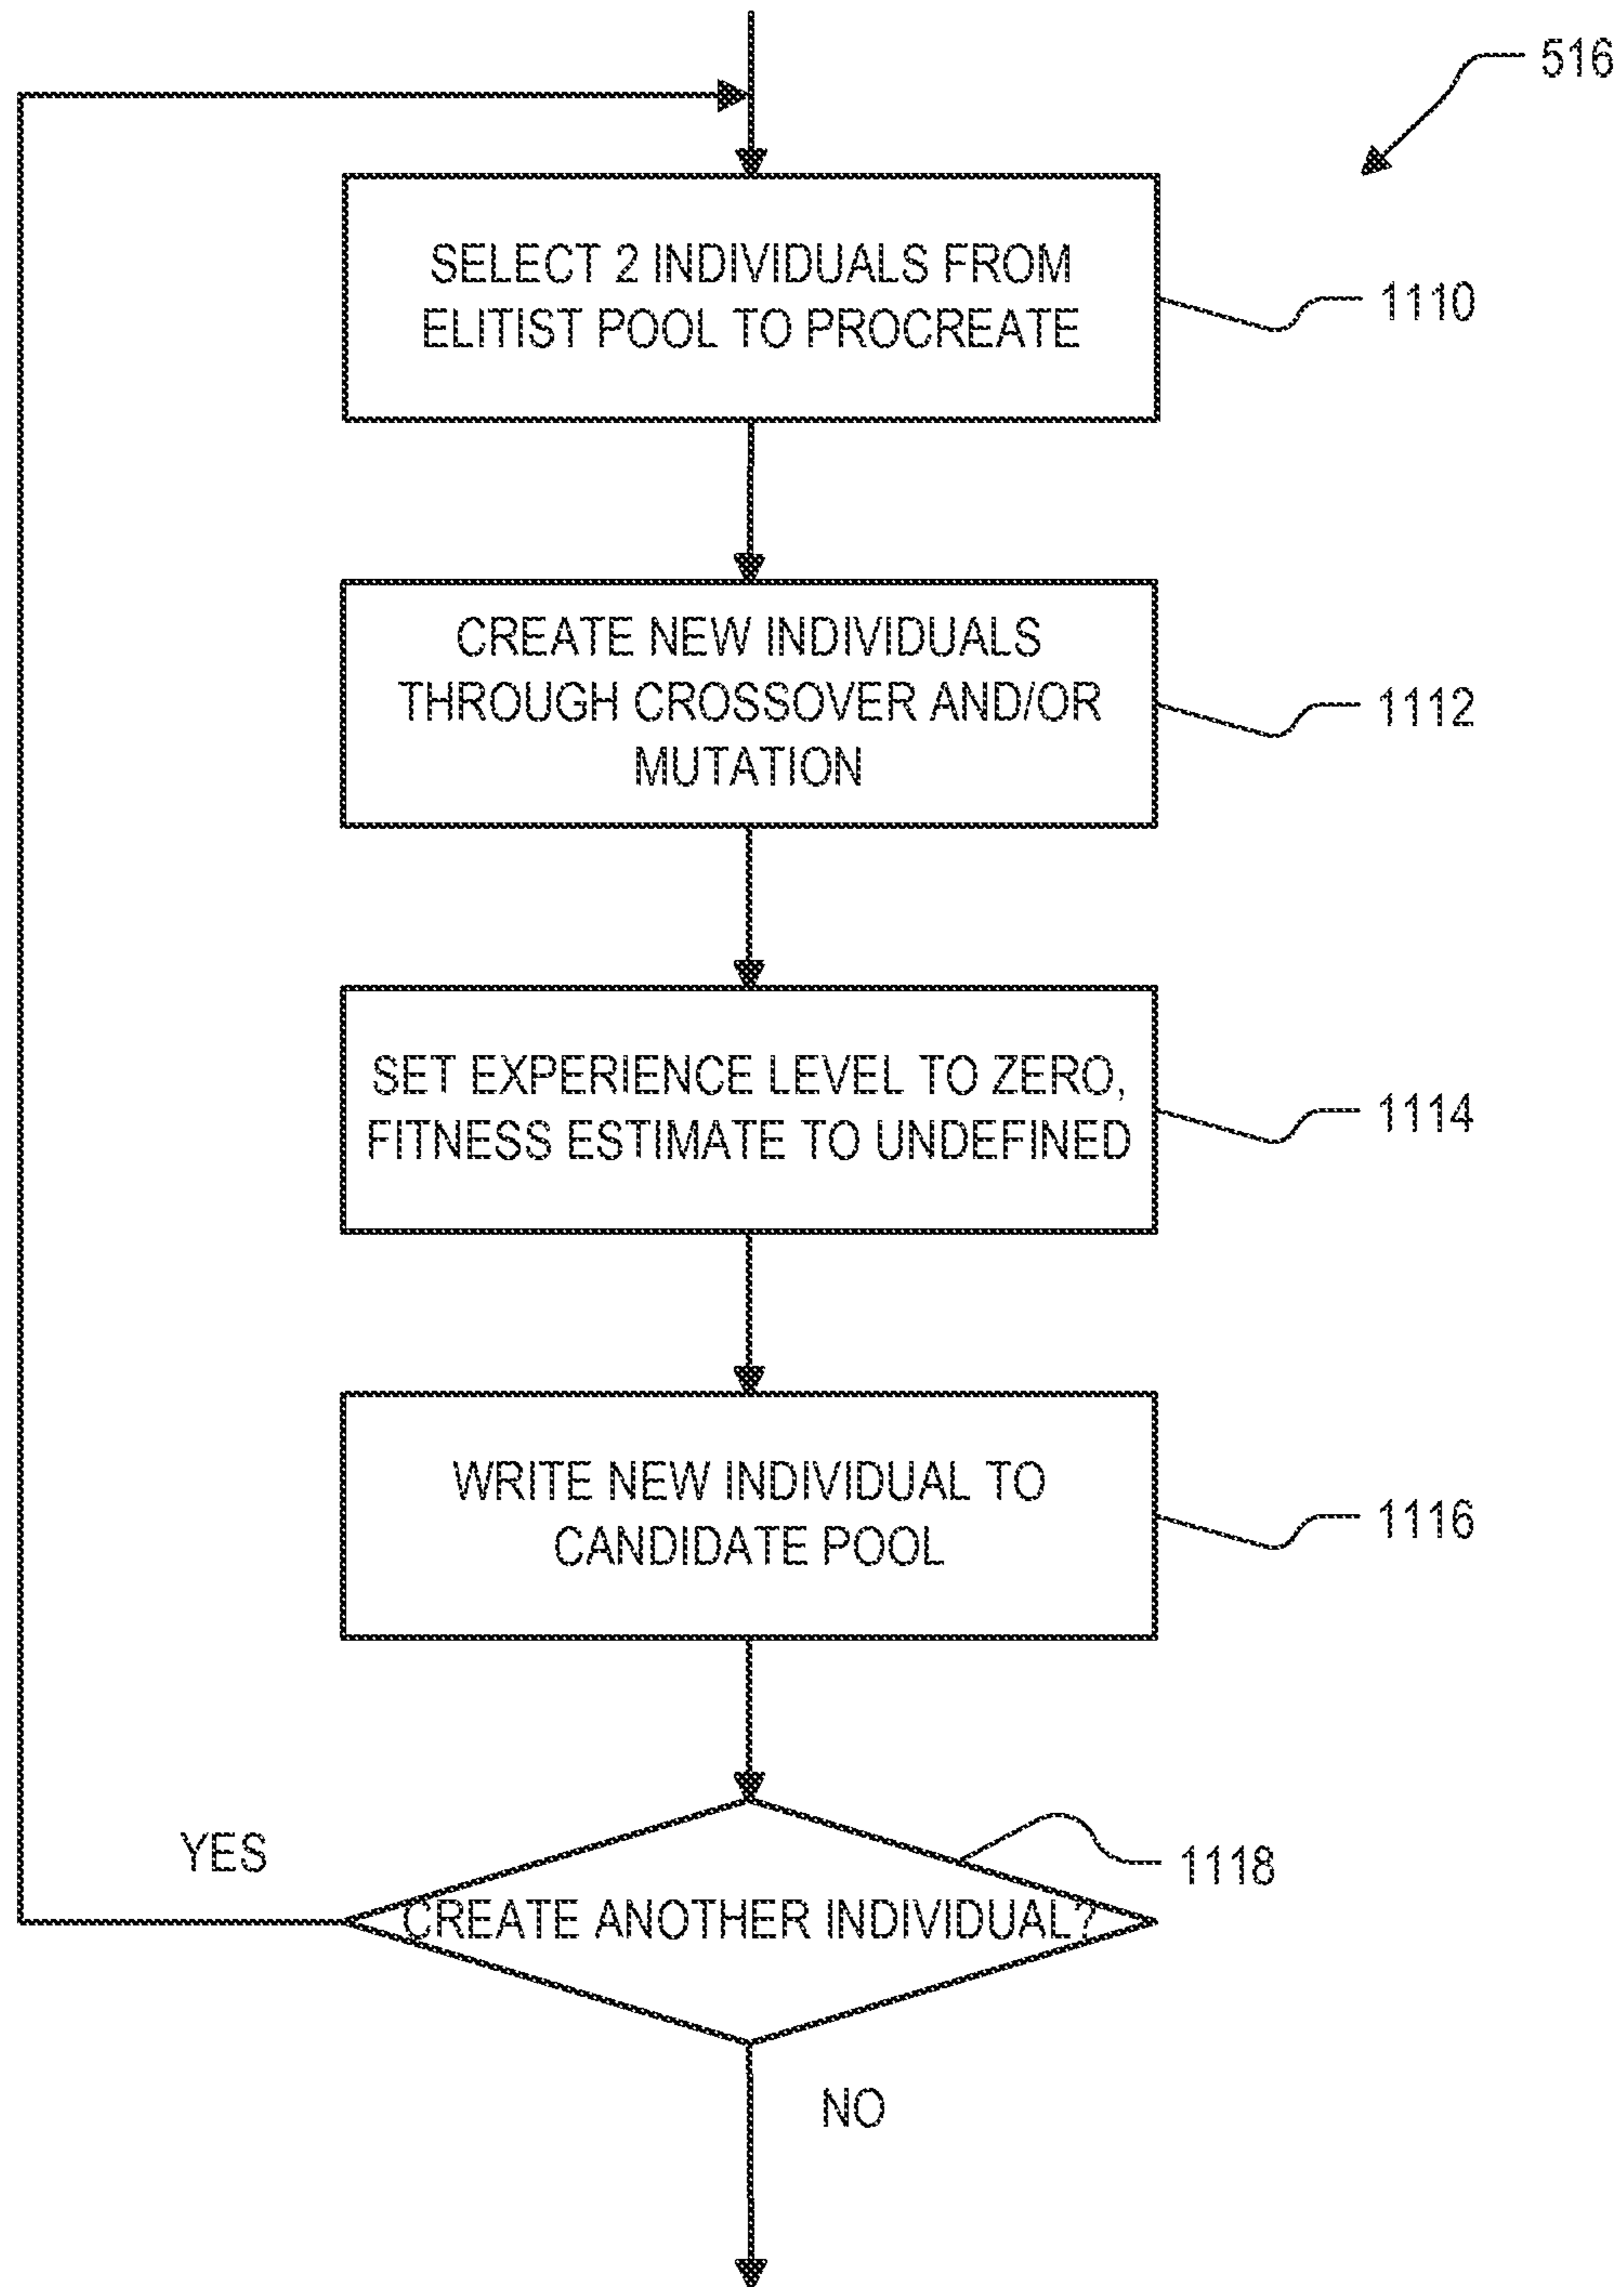 516
SELECT 2 INDIVIDUALS FROM
ELITIST POOL TO PROCREATE
1110
CREATE NEW INDIVIDUALS
THROUGH CROSSOVER AND/OR
MUTATION
1112
SET EXPERIENCE LEVEL TO ZERO,
FITNESS ESTIMATE TO UNDEFINED
1114
WRITE NEW INDIVIDUAL TO
CANDIDATE POOL
1116
YES
1118
CREATE ANOTHER INDIVIDUAL?
NO